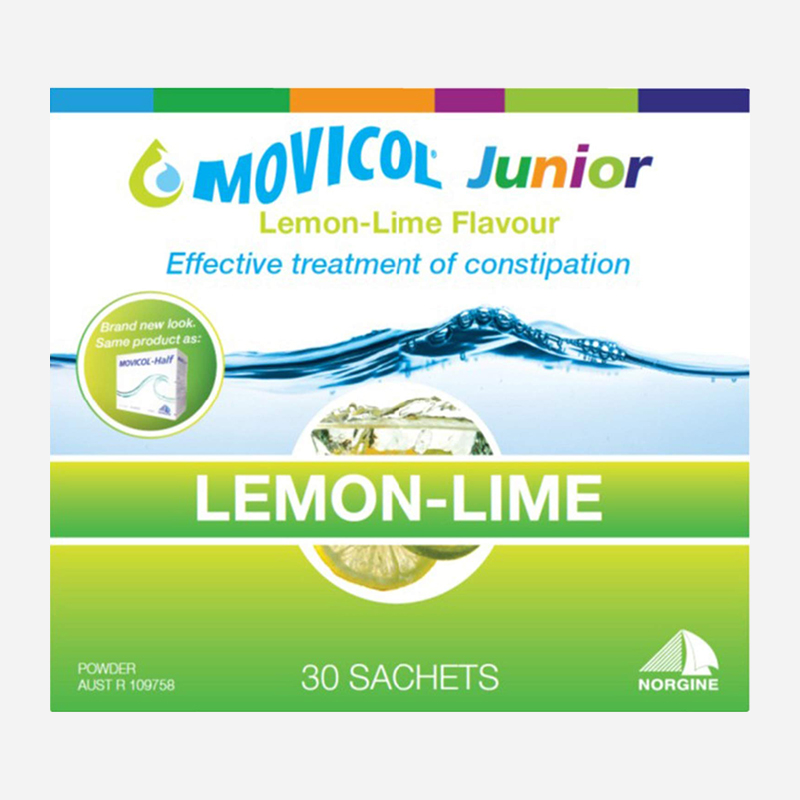 MOVICOL® Junior
Lemon-Lime Flavour
Effective treatment of constipation
Brand new look.
Same product as:
MOVICOL-Half
LEMON-LIME
POWDER
AUST R 109758
30 SACHETS
NORGINE